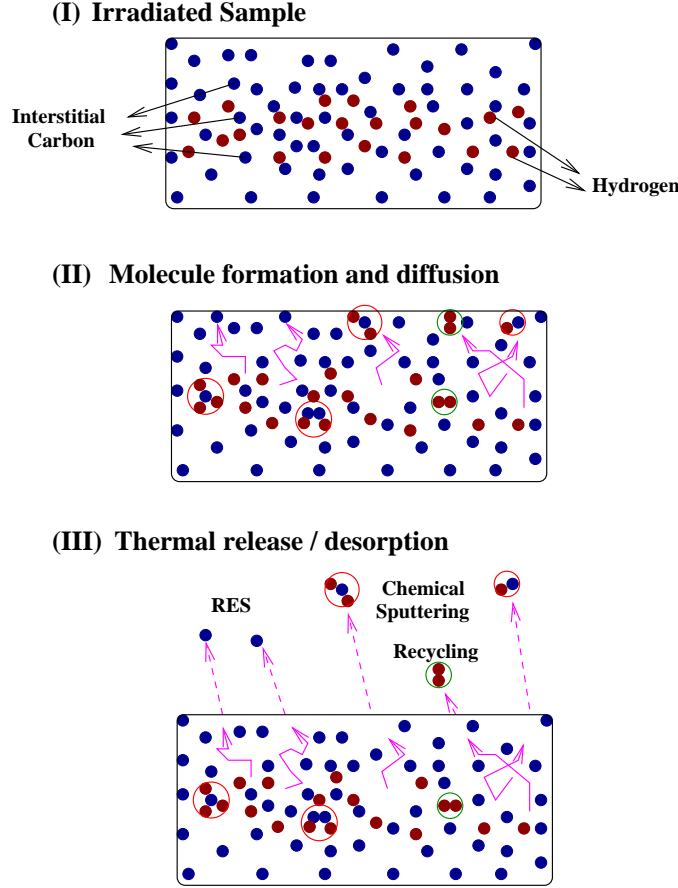 (I) Irradiated Sample
Interstitial
Carbon
Hydrogen
(II) Molecule formation and diffusion
(III) Thermal release / desorption
RES
Chemical
Sputtering
Recycling